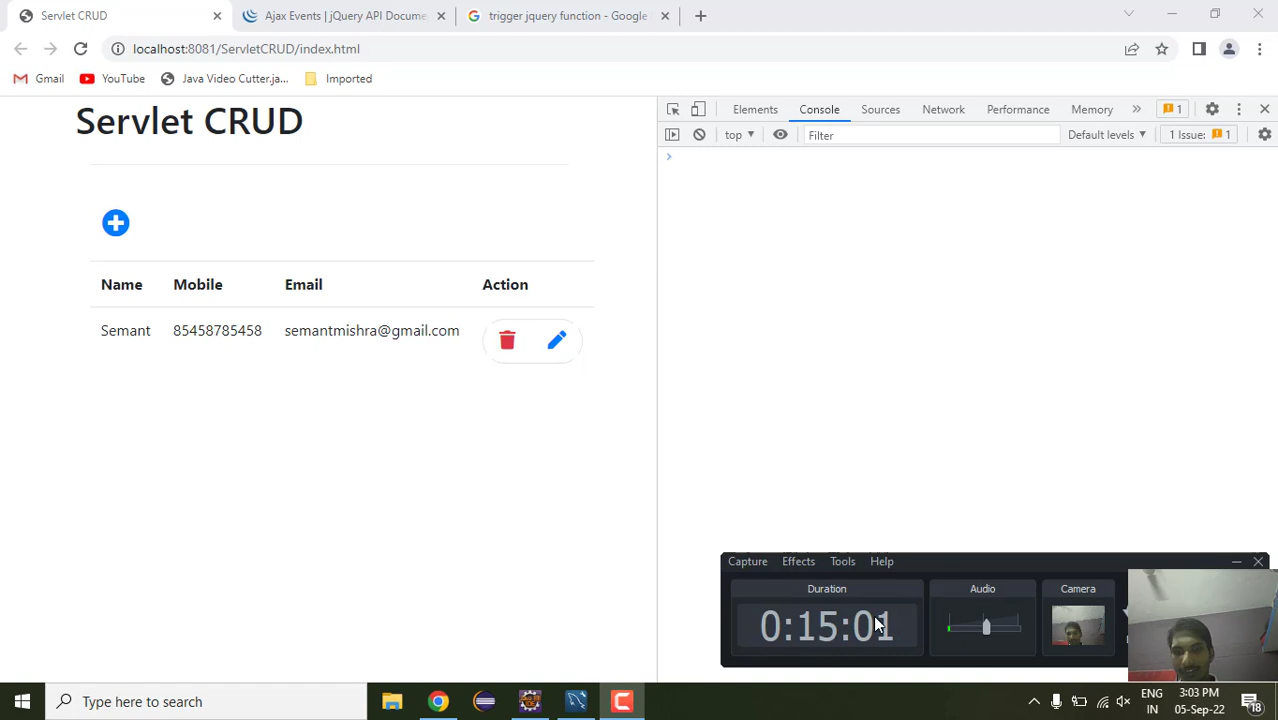 Servlet CRUD
Ajax Events | jQuery API Docume
trigger jquery function - Google
localhost:8081/ServletCRUD/index.html
Gmail
YouTube
Java Video Cutter.ja...
Imported
Servlet CRUD
Elements
Console
Sources
Network
Performance
Memory
1
top
Filter
Default levels
1 Issue:
1
Name
Mobile
Email
Action
Semant
85458785458
semantmishra@gmail.com
Capture
Effects
Tools
Help
Duration
Audio
Camera
0:15:01
Type here to search
ENG
IN
3:03 PM
05-Sep-22
18